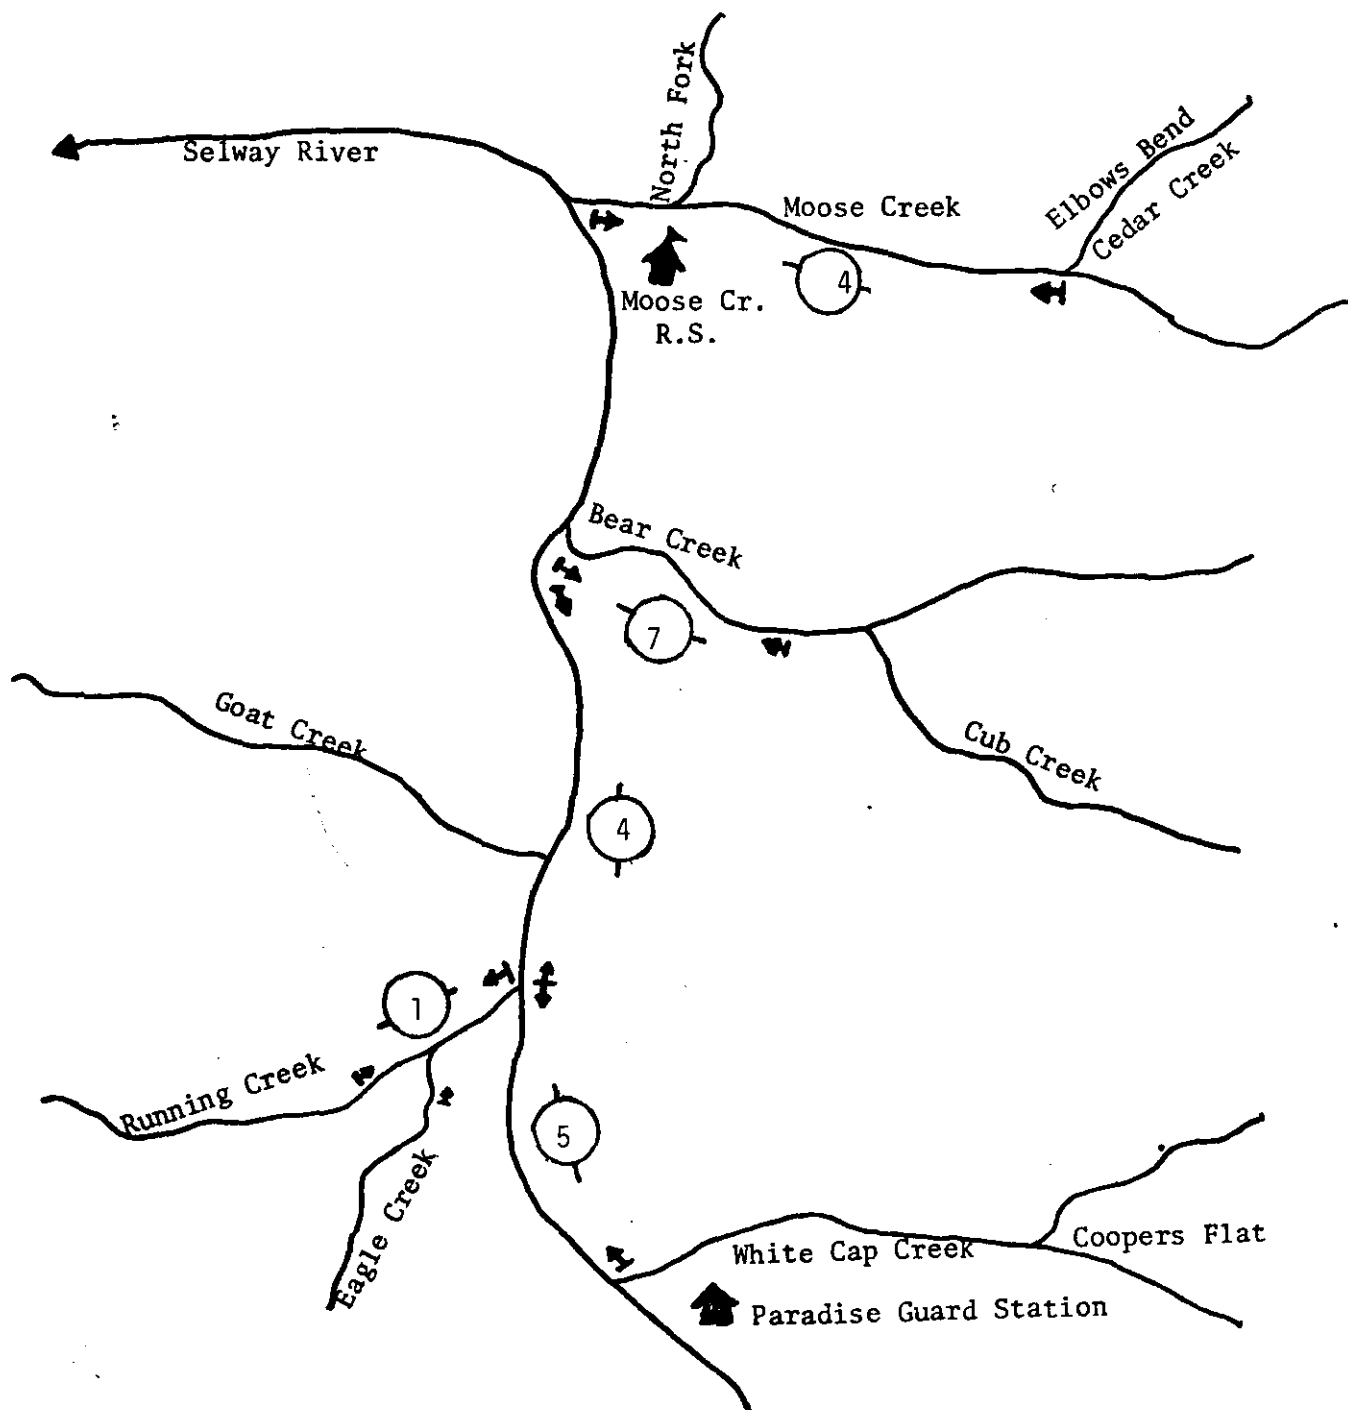 North Fork
Selway River
Elbows Bend
Cedar Creek
Moose Creek
4
Moose Cr.
R.S.
Bear Creek
7
Goat Creek
Cub Creek
4
1
Running Creek
5
Eagle Creek
White Cap Creek
Coopers Flat
Paradise Guard Station